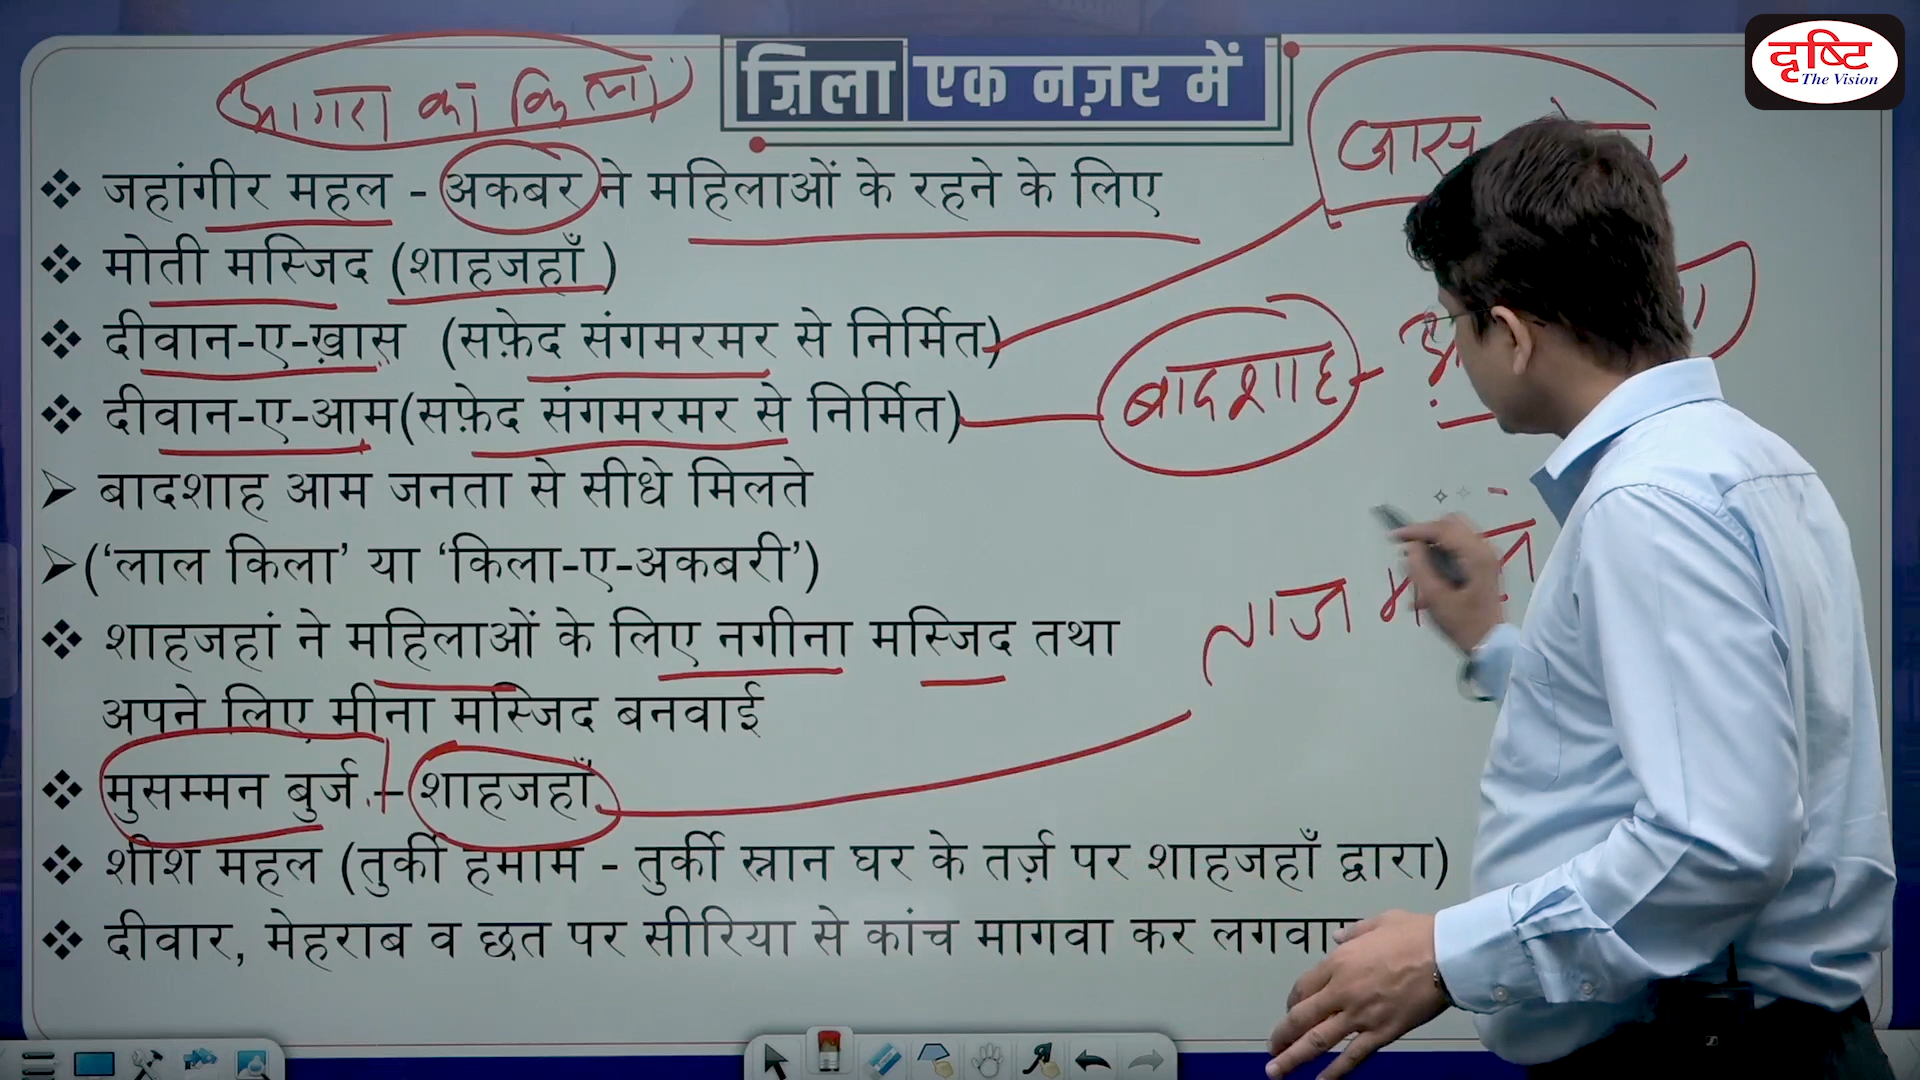 दृष्टि
The Vision
ज़िला एक नज़र में
आगरा का किला
❖ जहांगीर महल - अकबर ने महिलाओं के रहने के लिए
❖ मोती मस्जिद (शाहजहाँ )
❖ दीवान-ए-ख़ास (सफ़ेद संगमरमर से निर्मित)
❖ दीवान-ए-आम(सफ़ेद संगमरमर से निर्मित)
बादशाह -
➢ बादशाह आम जनता से सीधे मिलते
➢ (‘लाल किला’ या ‘किला-ए-अकबरी’)
❖ शाहजहां ने महिलाओं के लिए नगीना मस्जिद तथा
अपने लिए मीना मस्जिद बनवाई
ताज
❖ मुसम्मन बुर्ज – शाहजहाँ
❖ शीश महल (तुर्की हमाम - तुर्की स्नान घर के तर्ज़ पर शाहजहाँ द्वारा)
❖ दीवार, मेहराब व छत पर सीरिया से कांच मागवा कर